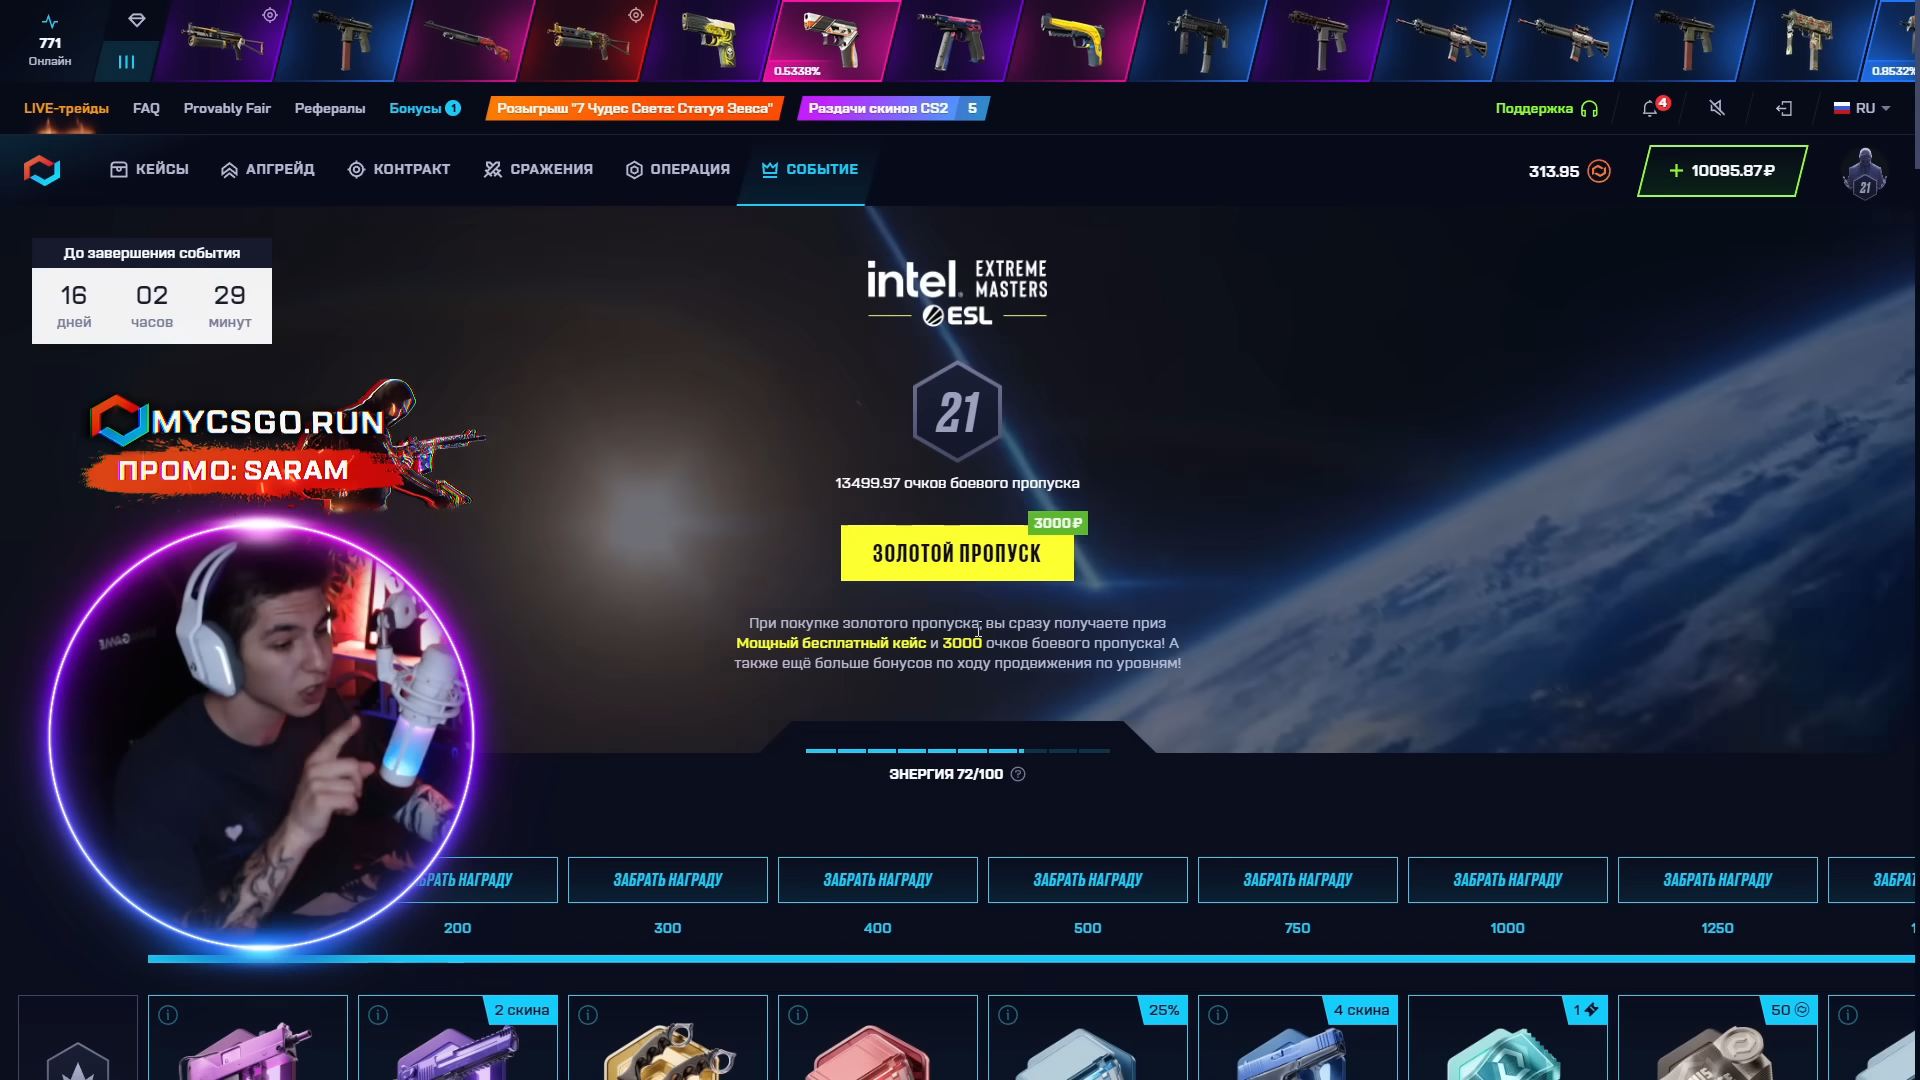 771
Онлайн
0.5338%
0.8532%
LIVE-трейды
FAQ
Provably Fair
Рефералы
Бонусы 1
Розыгрыш "7 Чудес Света: Статуя Зевса"
Раздачи скинов CS2 5
Поддержка
4
RU
КЕЙСЫ
АПГРЕЙД
КОНТРАКТ
СРАЖЕНИЯ
ОПЕРАЦИЯ
СОБЫТИЕ
313.95
+ 10095.87₽
21
До завершения события
16 02 29
дней часов минут
intel EXTREME
MASTERS
ESL
21
MYCSGO.RUN
ПРОМО: SARAM
13499.97 очков боевого пропуска
3000₽
ЗОЛОТОЙ ПРОПУСК
При покупке золотого пропуска, вы сразу получаете приз
Мощный бесплатный кейс и 3000 очков боевого пропуска! А
также ещё больше бонусов по ходу продвижения по уровням!
ЭНЕРГИЯ 72/100 ?
НАГРАДУ
ЗАБРАТЬ НАГРАДУ
ЗАБРАТЬ НАГРАДУ
ЗАБРАТЬ НАГРАДУ
ЗАБРАТЬ НАГРАДУ
ЗАБРАТЬ НАГРАДУ
ЗАБРАТЬ НАГРАДУ
200
300
400
500
750
1000
1250
2 скина
25%
4 скина
1
50